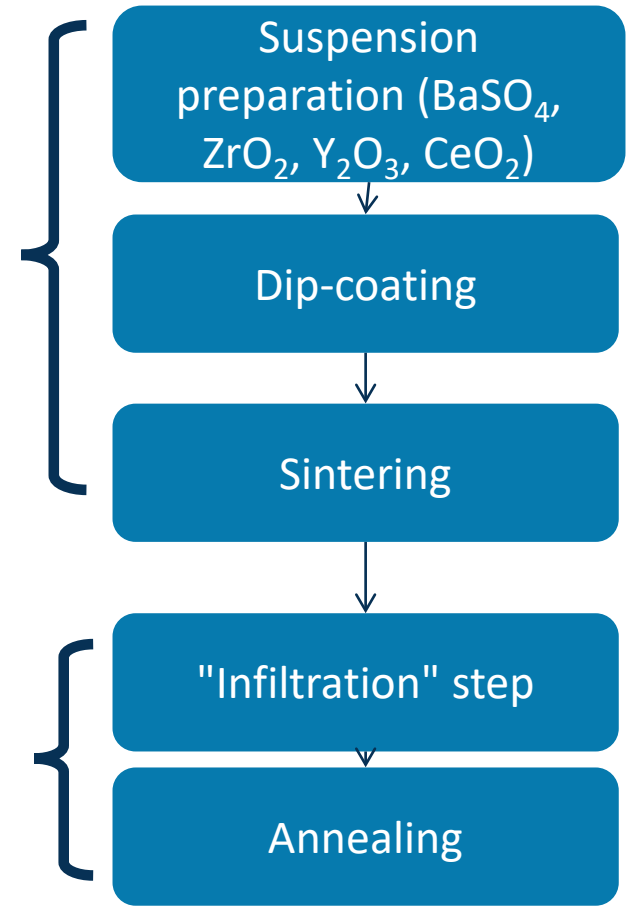 Suspension
preparation (BaSO₄,
ZrO₂, Y₂O₃, CeO₂)
Dip-coating
Sintering
"Infiltration" step
Annealing